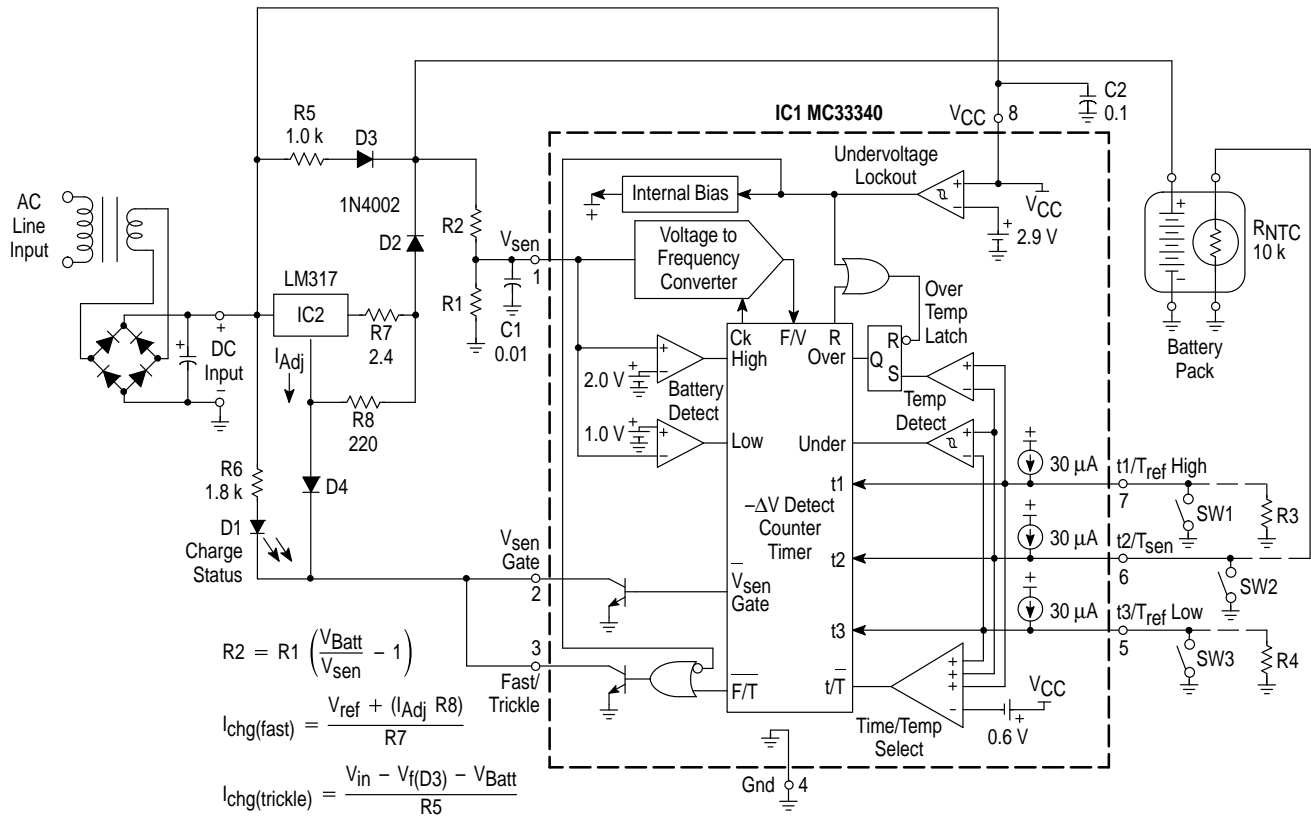 IC1 MC33340
VCC 8
C2
0.1
R5
1.0 k
D3
1N4002
D2
R2
R1
Vsen
1
C1
0.01
AC
Line
Input
LM317
IC2
R7
2.4
IAdj
R8
220
+
DC
Input
−
R6
1.8 k
D1
Charge
Status
D4
Internal Bias
Undervoltage
Lockout
VCC
2.9 V
Voltage to
Frequency
Converter
Over
Temp
Latch
R
Q
S
Ck
F/V
R
High
Over
2.0 V
Battery
Detect
1.0 V
Low
Temp
Detect
Under
t1
−ΔV Detect
Counter
Timer
t2
Vsen
Gate
t3
F/T
t/T
30 µA
30 µA
30 µA
t1/Tref High
7
SW1
R3
t2/Tsen
6
SW2
t3/Tref Low
5
SW3
R4
VCC
0.6 V
Time/Temp
Select
Vsen
Gate
2
3
Fast/
Trickle
Gnd 4
RNTC
10 k
Battery
Pack
R2 = R1 (VBatt/Vsen − 1)
Ichg(fast) = Vref + (IAdj R8) / R7
Ichg(trickle) = Vin − Vf(D3) − VBatt / R5